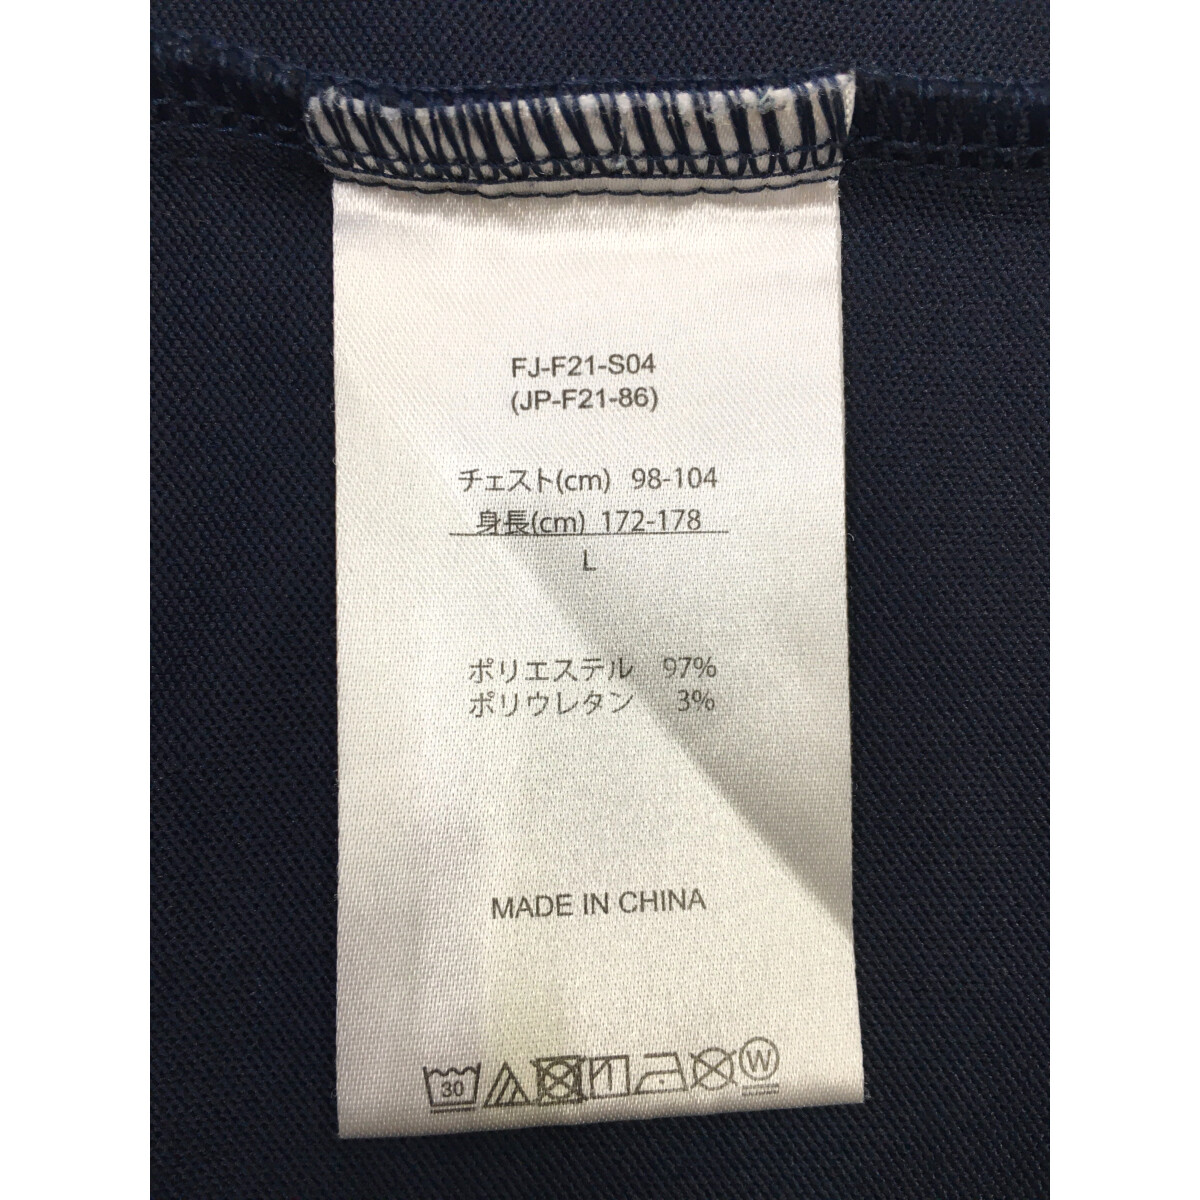 FJ-F21-S04
(JP-F21-86)
チェスト(cm) 98-104
身長(cm) 172-178
L
ポリエステル 97%
ポリウレタン 3%
MADE IN CHINA
30
W